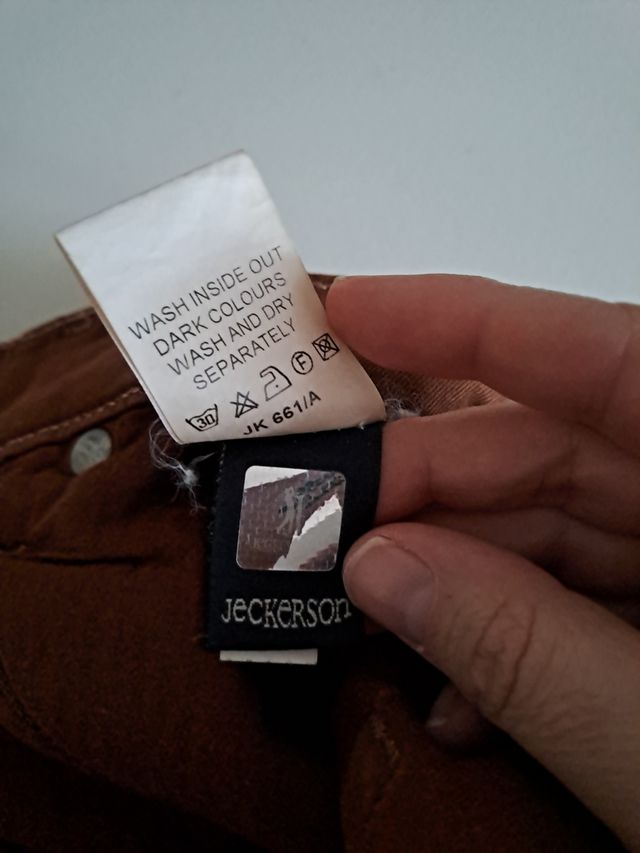 WASH INSIDE OUT
DARK COLOURS
WASH AND DRY
SEPARATELY
30 F
JK 661/A
JeCKERSOn